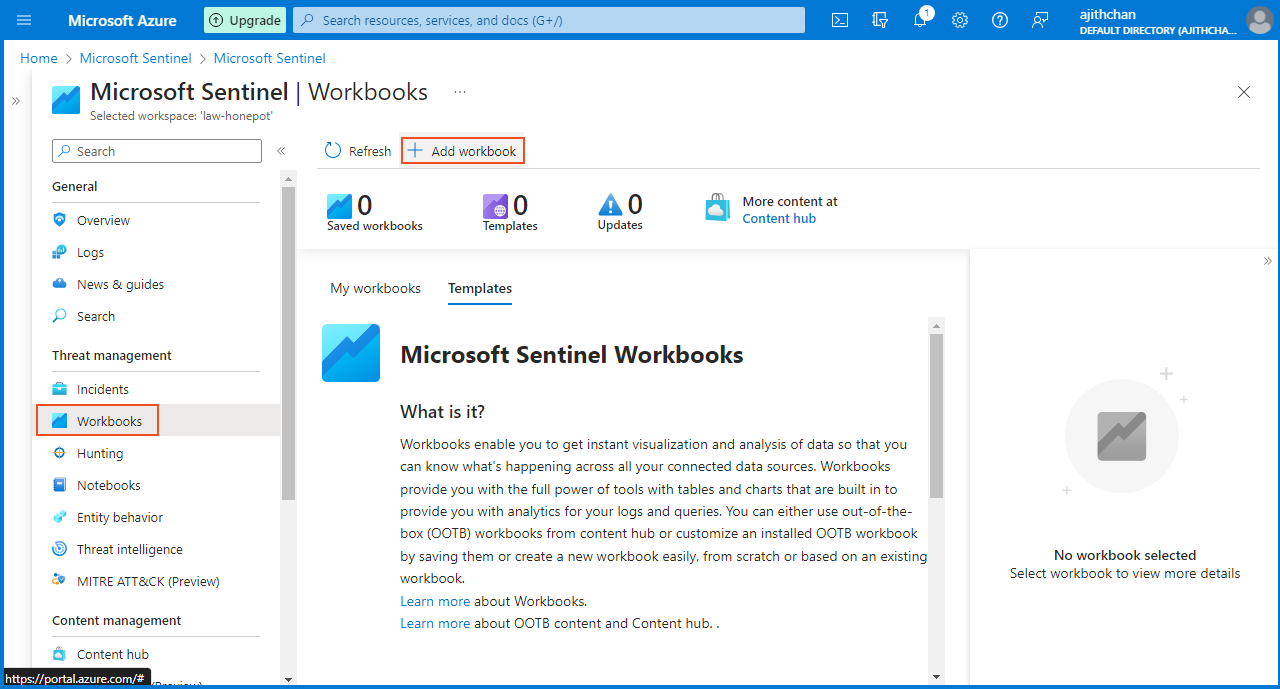 Microsoft Azure
Upgrade
Search resources, services, and docs (G+/)
1
ajithchan
DEFAULT DIRECTORY (AJITHCHA...
Home > Microsoft Sentinel > Microsoft Sentinel
Microsoft Sentinel | Workbooks ...
Selected workspace: 'law-honepot'
Search
General
Overview
Logs
News & guides
Search
Threat management
Incidents
Workbooks
Hunting
Notebooks
Entity behavior
Threat intelligence
MITRE ATT&CK (Preview)
Content management
Content hub
https://portal.azure.com/#
Refresh
Add workbook
0
Saved workbooks
0
Templates
0
Updates
More content at
Content hub
My workbooks
Templates
Microsoft Sentinel Workbooks
What is it?
Workbooks enable you to get instant visualization and analysis of data so that you
can know what's happening across all your connected data sources. Workbooks
provide you with the full power of tools with tables and charts that are built in to
provide you with analytics for your logs and queries. You can either use out-of-the-
box (OOTB) workbooks from content hub or customize an installed OOTB workbook
by saving them or create a new workbook easily, from scratch or based on an existing
workbook.
Learn more about Workbooks.
Learn more about OOTB content and Content hub. .
No workbook selected
Select workbook to view more details